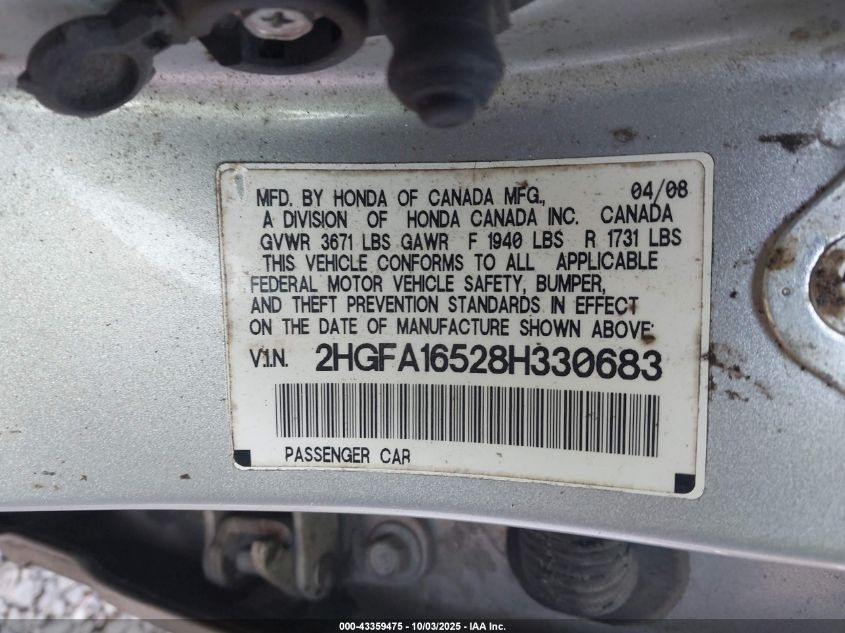 MFD. BY HONDA OF CANADA MFG., 04/08
A DIVISION OF HONDA CANADA INC. CANADA
GVWR 3671 LBS GAWR F 1940 LBS R 1731 LBS
THIS VEHICLE CONFORMS TO ALL APPLICABLE
FEDERAL MOTOR VEHICLE SAFETY, BUMPER,
AND THEFT PREVENTION STANDARDS IN EFFECT
ON THE DATE OF MANUFACTURE SHOWN ABOVE.
V.I.N. 2HGFA16528H330683
PASSENGER CAR
000-43359475 - 10/03/2025 - IAA Inc.